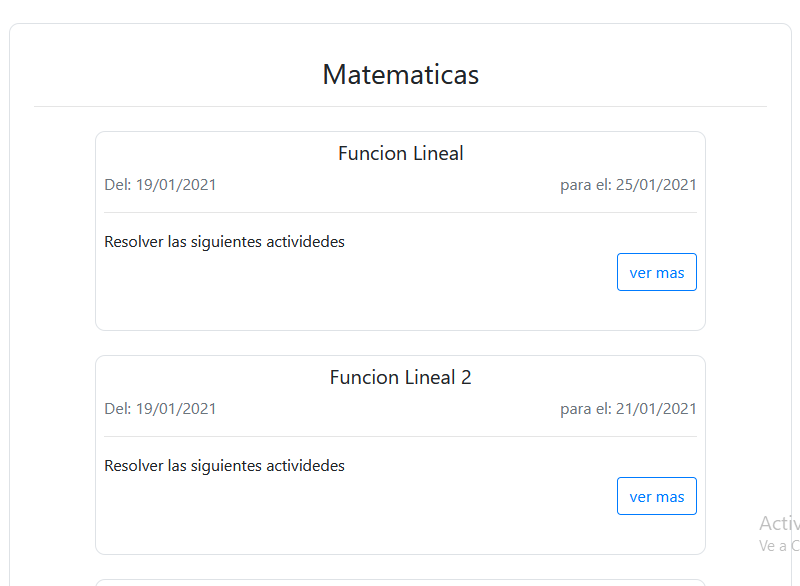 Matematicas
Funcion Lineal
Del: 19/01/2021 para el: 25/01/2021
Resolver las siguientes actividedes
ver mas
Funcion Lineal 2
Del: 19/01/2021 para el: 21/01/2021
Resolver las siguientes actividedes
ver mas
Activ
Ve a C